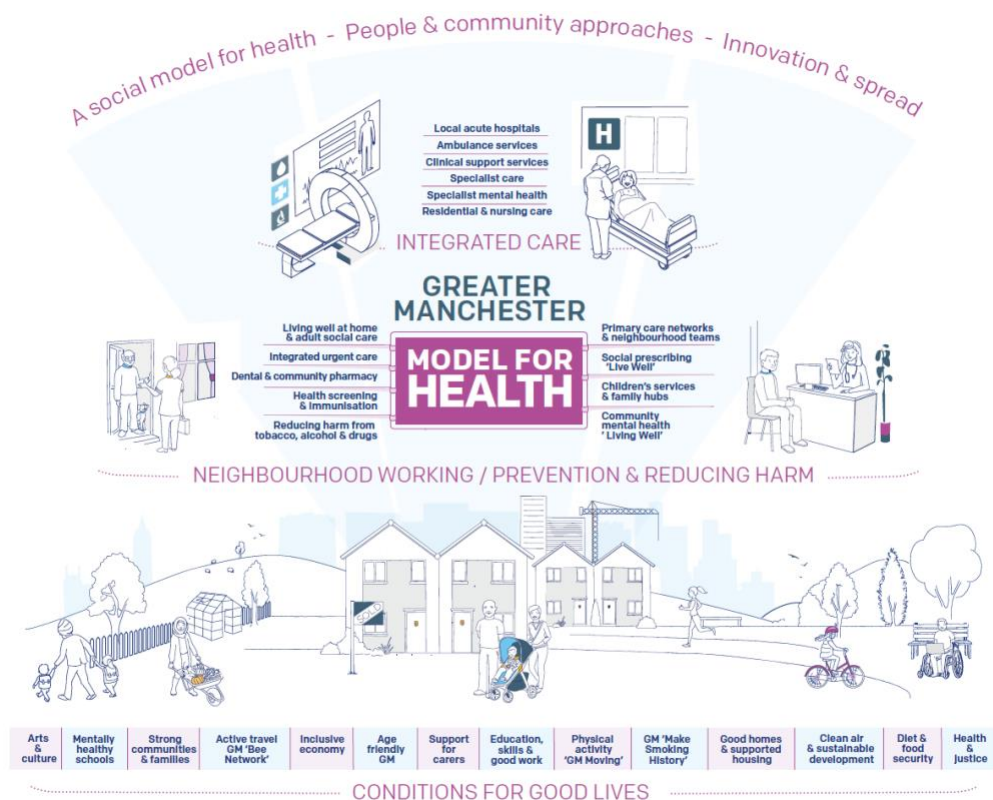 A social model for health - People & community approaches - Innovation & spread
Local acute hospitals
Ambulance services
Clinical support services
Specialist care
Specialist mental health
Residential & nursing care
H
INTEGRATED CARE
GREATER
MANCHESTER
MODEL FOR
HEALTH
Living well at home
& adult social care
Integrated urgent care
Dental & community pharmacy
Health screening
& immunisation
Reducing harm from
tobacco, alcohol & drugs
Primary care networks
& neighbourhood teams
Social prescribing
'Live Well'
Children's services
& family hubs
Community
mental health
' Living Well'
NEIGHBOURHOOD WORKING / PREVENTION & REDUCING HARM
SOLD
Arts
&
culture
Mentally
healthy
schools
Strong
communities
& families
Active travel
GM 'Bee
Network'
Inclusive
economy
Age
friendly
GM
Support
for
carers
Education,
skills &
good work
Physical
activity
'GM Moving'
GM 'Make
Smoking
History'
Good homes
& supported
housing
Clean air
& sustainable
development
Diet &
food
security
Health
&
justice
CONDITIONS FOR GOOD LIVES